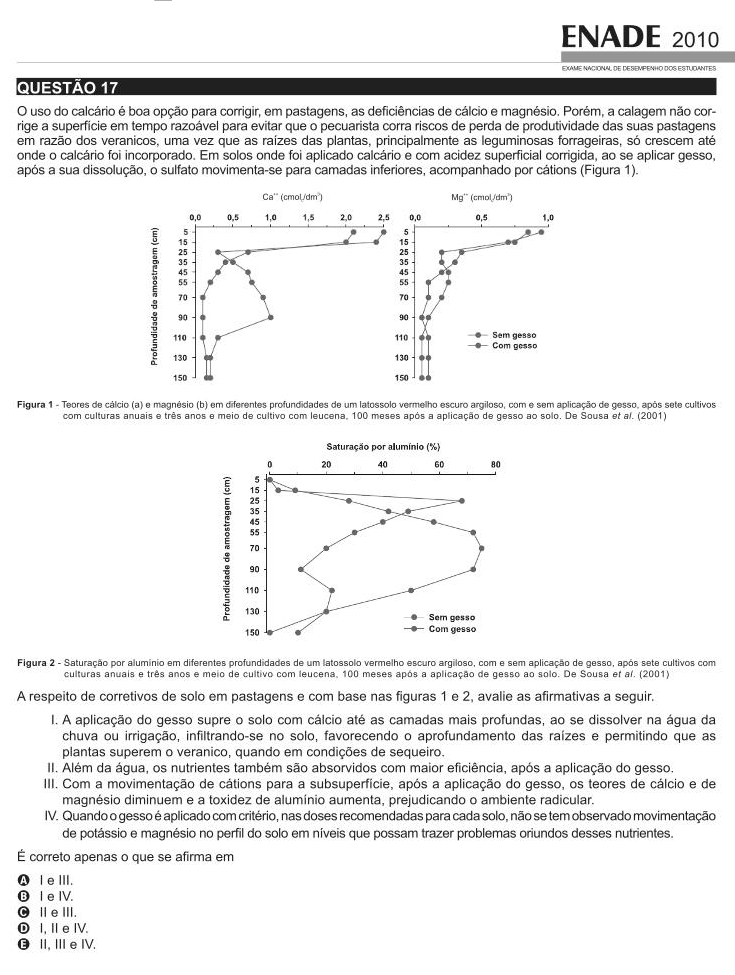 ENADE 2010
EXAME NACIONAL DE DESEMPENHO DOS ESTUDANTES
QUESTÃO 17
O uso do calcário é boa opção para corrigir, em pastagens, as deficiências de cálcio e magnésio. Porém, a calagem não cor-
rige a superfície em tempo razoável para evitar que o pecuarista corra riscos de perda de produtividade das suas pastagens
em razão dos veranicos, uma vez que as raízes das plantas, principalmente as leguminosas forrageiras, só crescem até
onde o calcário foi incorporado. Em solos onde foi aplicado calcário e com acidez superficial corrigida, ao se aplicar gesso,
após a sua dissolução, o sulfato movimenta-se para camadas inferiores, acompanhado por cátions (Figura 1).
Ca⁺⁺ (cmolc/dm³) Mg⁺⁺ (cmolc/dm³)
0,0 0,5 1,0 1,5 2,0 2,5 0,0 0,5 1,0
Profundidade de amostragem (cm)
5 5
15 15
25 25
35 35
45 45
55 55
70 70
90 90
110 110 Sem gesso
Com gesso
130 130
150 150
Figura 1 - Teores de cálcio (a) e magnésio (b) em diferentes profundidades de um latossolo vermelho escuro argiloso, com e sem aplicação de gesso, após sete cultivos
com culturas anuais e três anos e meio de cultivo com leucena, 100 meses após a aplicação de gesso ao solo. De Sousa et al. (2001)
Saturação por alumínio (%)
0 20 40 60 80
Profundidade de amostragem (cm)
5
15
25
35
45
55
70
90
110
130
Sem gesso
150 Com gesso
Figura 2 - Saturação por alumínio em diferentes profundidades de um latossolo vermelho escuro argiloso, com e sem aplicação de gesso, após sete cultivos com
culturas anuais e três anos e meio de cultivo com leucena, 100 meses após a aplicação de gesso ao solo. De Sousa et al. (2001)
A respeito de corretivos de solo em pastagens e com base nas figuras 1 e 2, avalie as afirmativas a seguir.
I. A aplicação do gesso supre o solo com cálcio até as camadas mais profundas, ao se dissolver na água da
chuva ou irrigação, infiltrando-se no solo, favorecendo o aprofundamento das raízes e permitindo que as
plantas superem o veranico, quando em condições de sequeiro.
II. Além da água, os nutrientes também são absorvidos com maior eficiência, após a aplicação do gesso.
III. Com a movimentação de cátions para a subsuperfície, após a aplicação do gesso, os teores de cálcio e de
magnésio diminuem e a toxidez de alumínio aumenta, prejudicando o ambiente radicular.
IV. Quando o gesso é aplicado com critério, nas doses recomendadas para cada solo, não se tem observado movimentação
de potássio e magnésio no perfil do solo em níveis que possam trazer problemas oriundos desses nutrientes.
É correto apenas o que se afirma em
A I e III.
B I e IV.
C II e III.
D I, II e IV.
E II, III e IV.